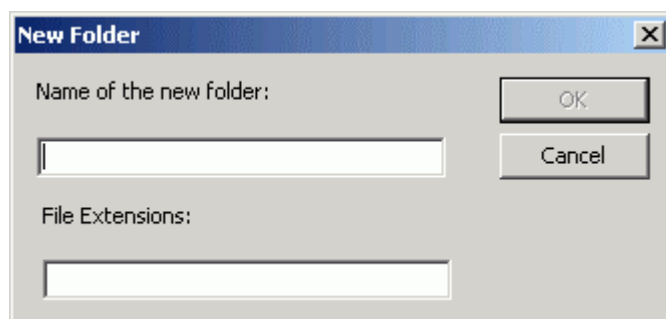 New Folder
Name of the new folder:
OK
Cancel
File Extensions: